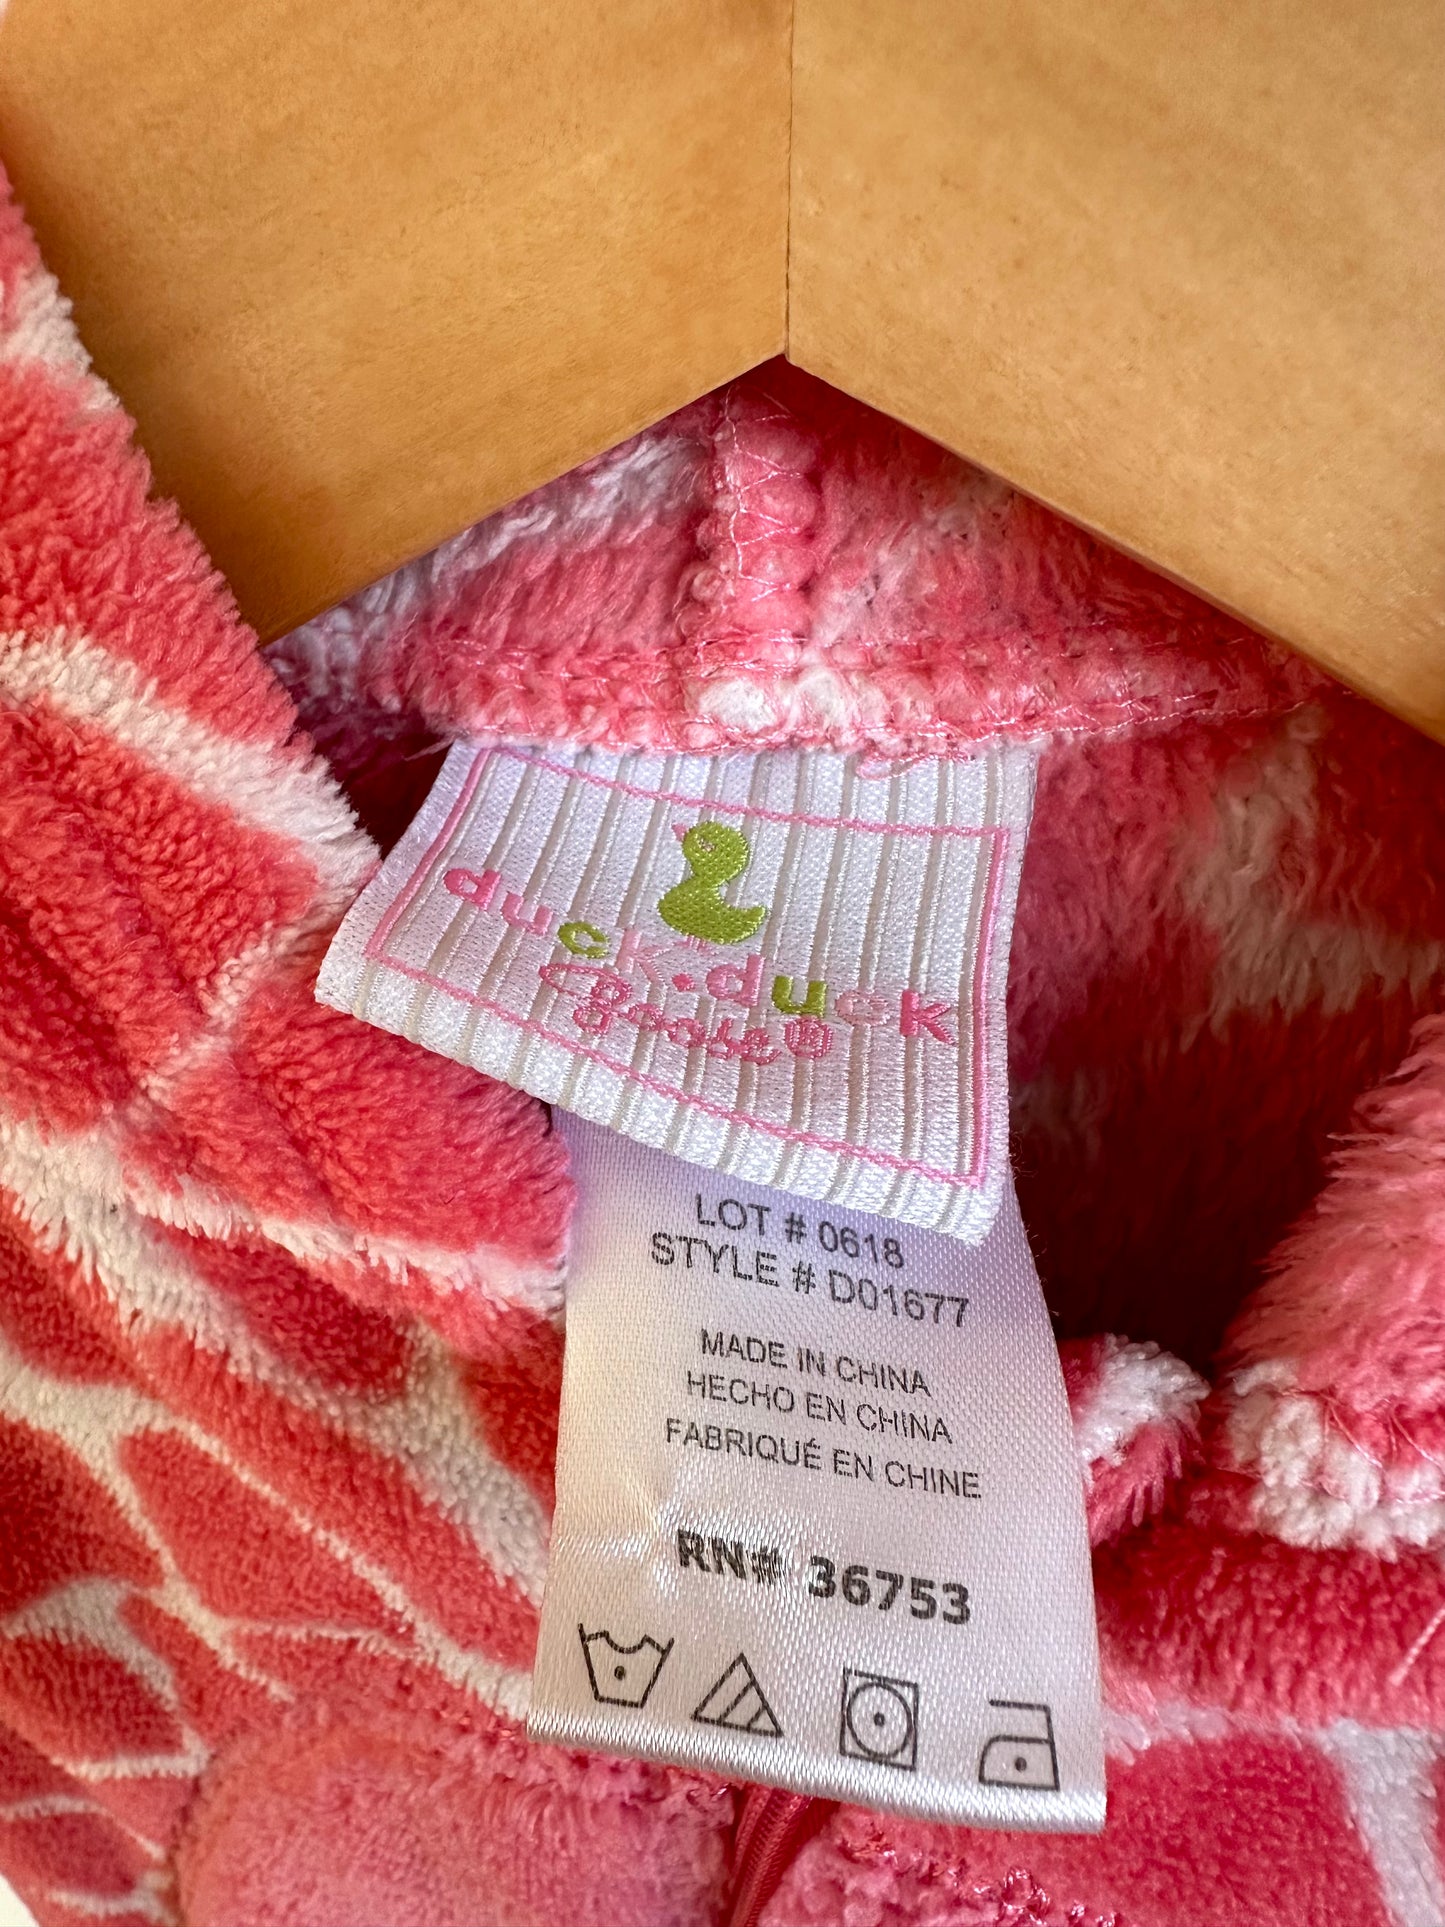 duck.duck
goose®
LOT # 0618
STYLE # D01677
MADE IN CHINA
HECHO EN CHINA
FABRIQUÉ EN CHINE
RN# 36753